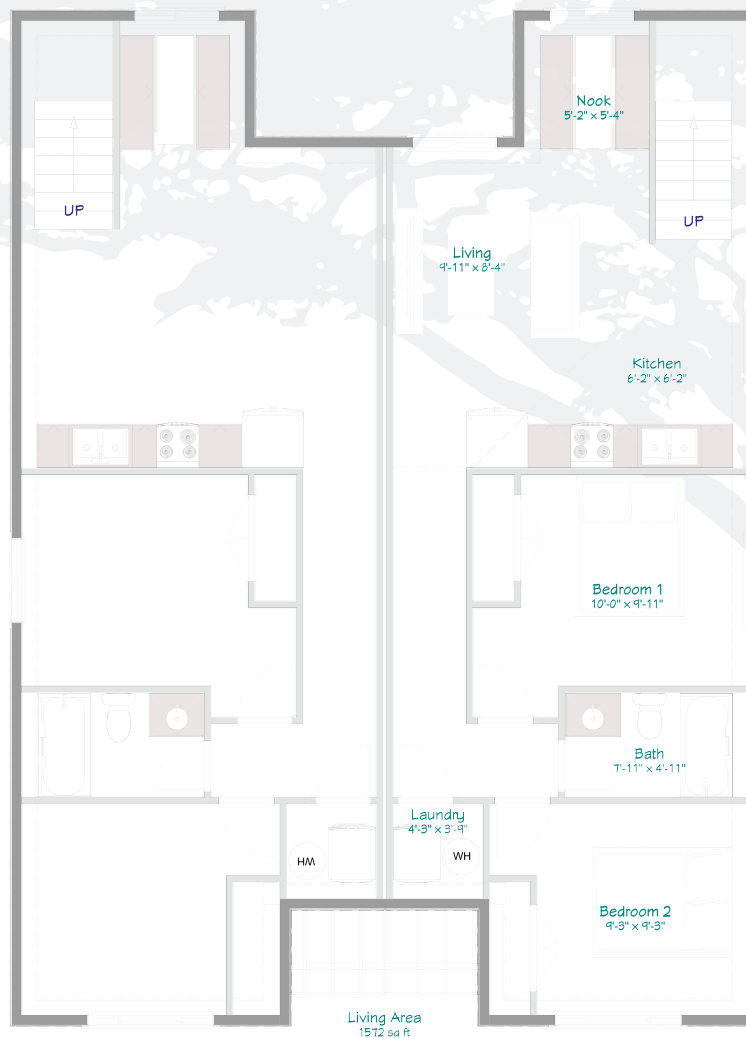 Nook
5'-2" x 5'-4"
UP
UP
Living
9'-11" x 8'-4"
Kitchen
6'-2" x 6'-2"
Bedroom 1
10'-0" x 9'-11"
Bath
7'-11" x 4'-11"
Laundry
4'-3" x 3'-9"
WH
WH
Bedroom 2
9'-3" x 9'-3"
Living Area
1572 sq ft